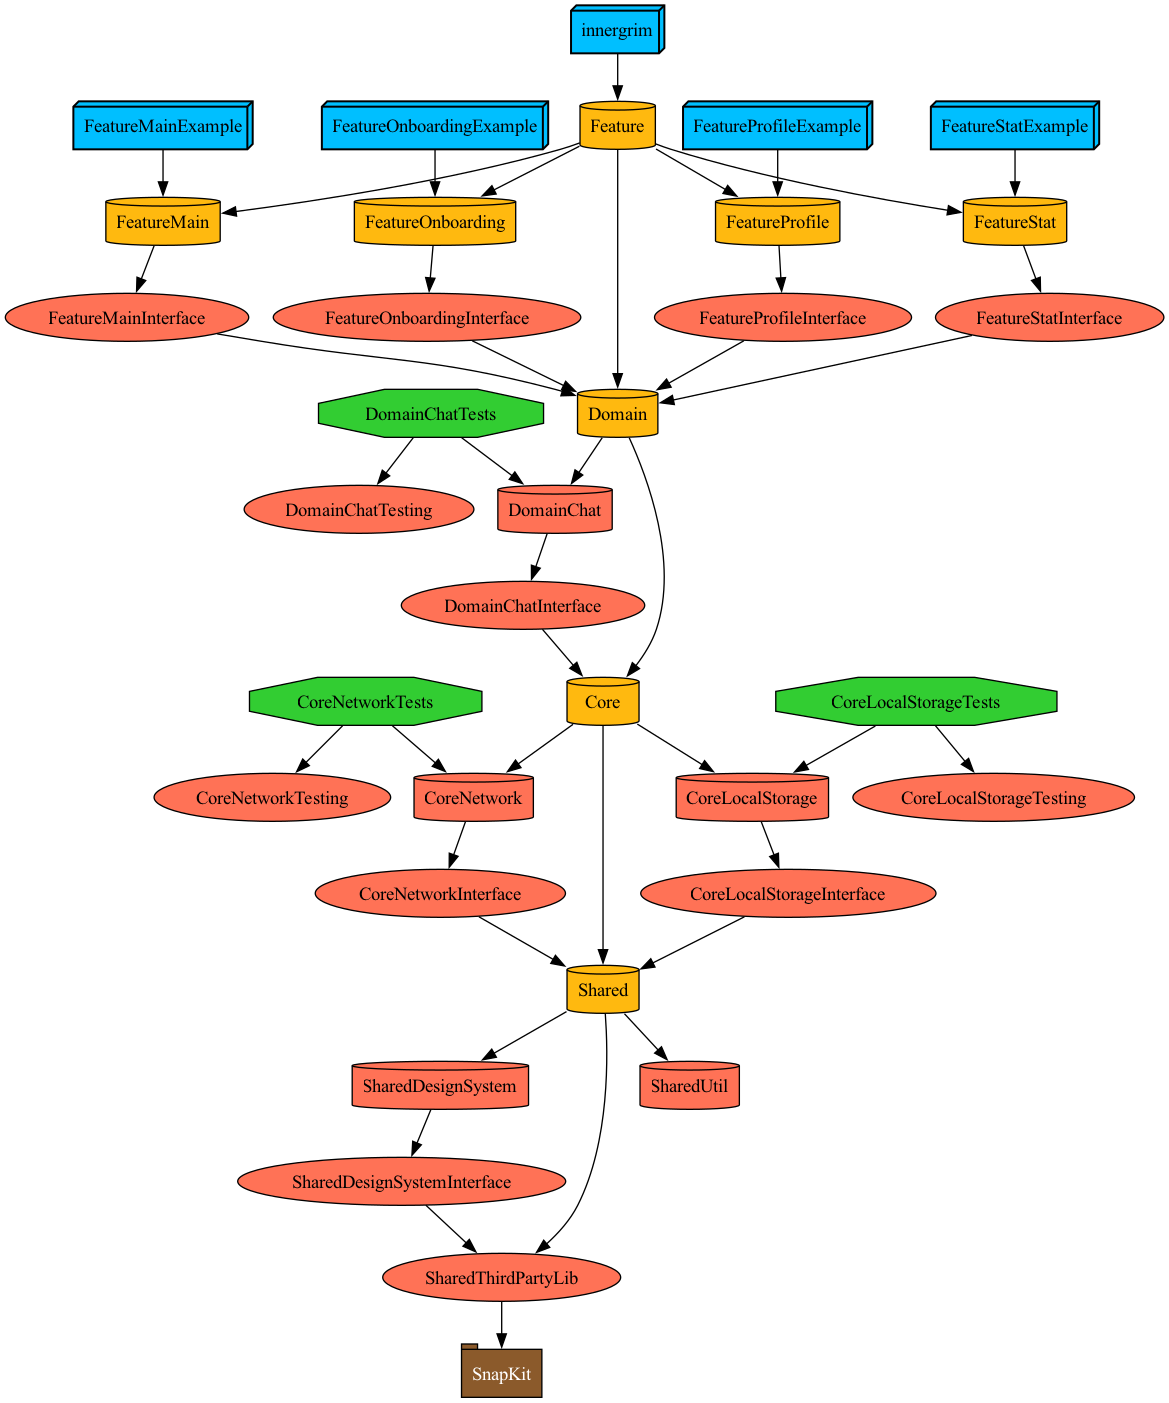 innergrim
FeatureMainExample
FeatureOnboardingExample
Feature
FeatureProfileExample
FeatureStatExample
FeatureMain
FeatureOnboarding
FeatureProfile
FeatureStat
FeatureMainInterface
FeatureOnboardingInterface
FeatureProfileInterface
FeatureStatInterface
DomainChatTests
Domain
DomainChatTesting
DomainChat
DomainChatInterface
CoreNetworkTests
Core
CoreLocalStorageTests
CoreNetworkTesting
CoreNetwork
CoreLocalStorage
CoreLocalStorageTesting
CoreNetworkInterface
CoreLocalStorageInterface
Shared
SharedDesignSystem
SharedUtil
SharedDesignSystemInterface
SharedThirdPartyLib
SnapKit